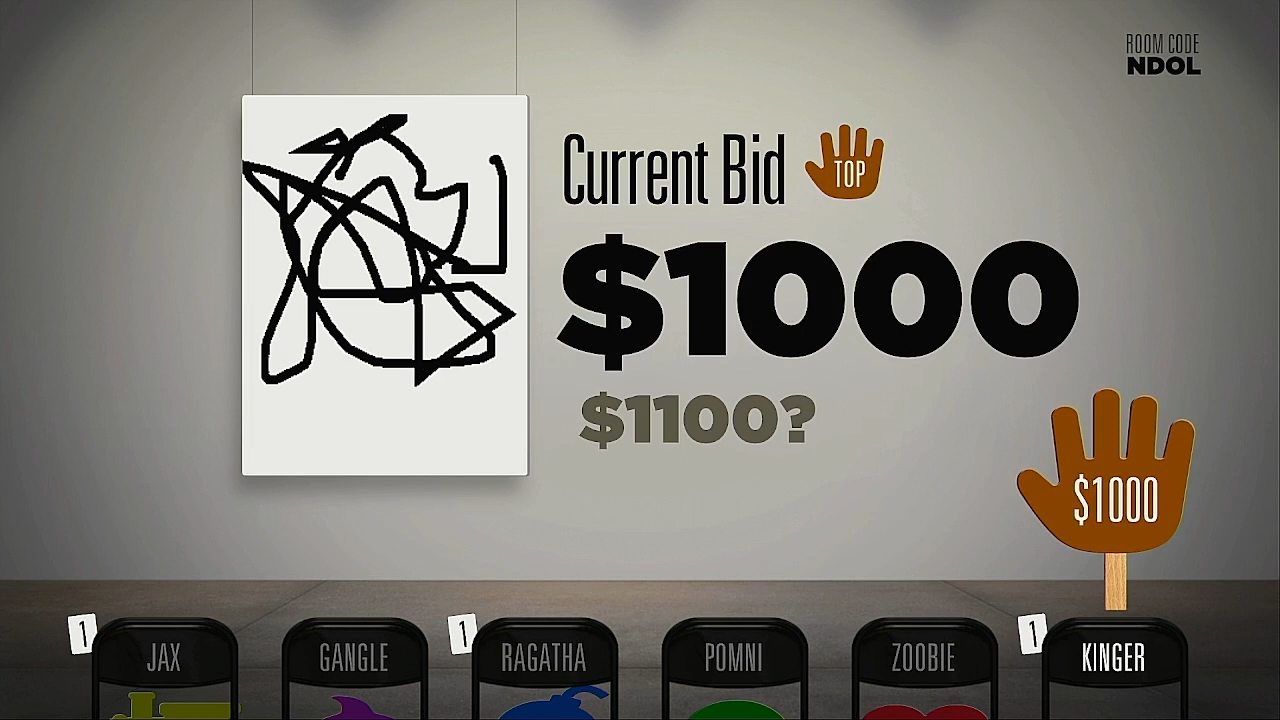 ROOM CODE
NDOL
Current Bid
TOP
$1000
$1100?
$1000
1
JAX
GANGLE
1
RAGATHA
POMNI
ZOOBIE
1
KINGER